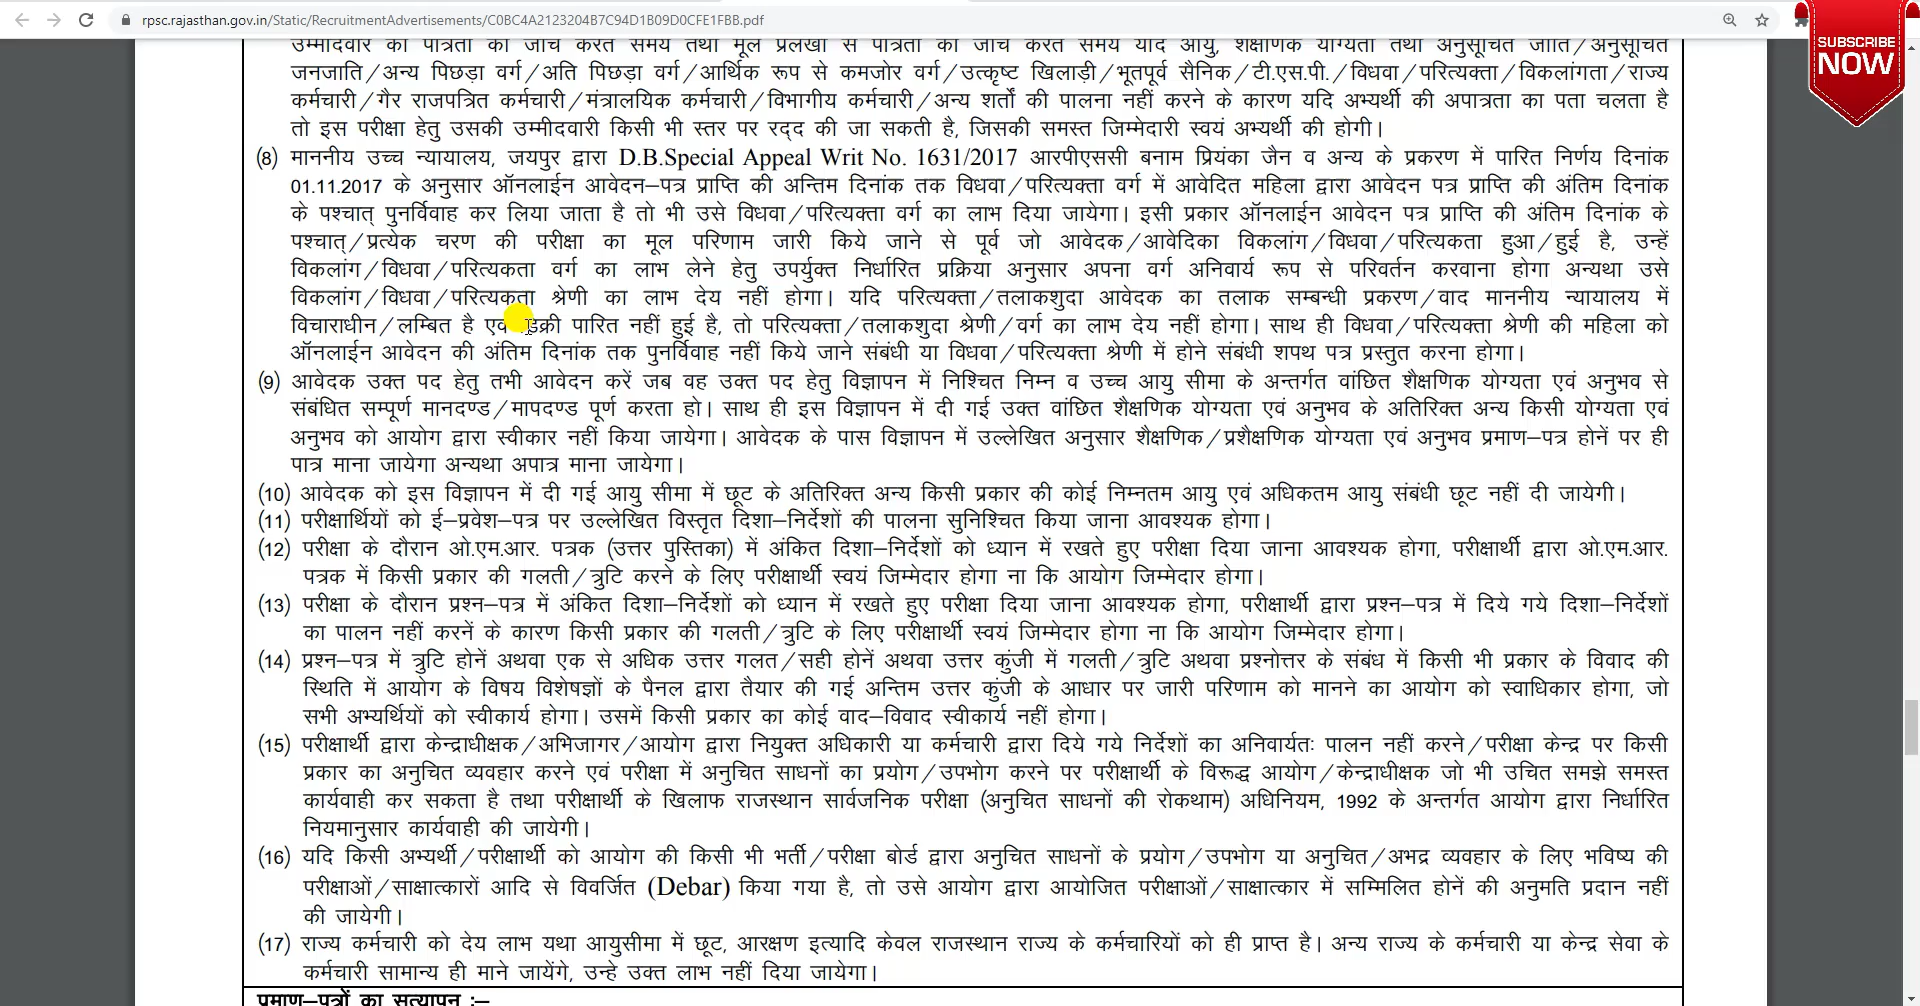 rpsc.rajasthan.gov.in/Static/RecruitmentAdvertisements/C0BC4A2123204B7C94D1B09D0CFE1FBB.pdf
SUBSCRIBE
NOW
उम्मीदवार की पात्रता की जांच करते समय तथा मूल प्रलेखों से पात्रता की जांच करते समय यदि आयु, शैक्षणिक योग्यता तथा अनुसूचित जाति/अनुसूचित
जनजाति/अन्य पिछड़ा वर्ग/अति पिछड़ा वर्ग/आर्थिक रूप से कमजोर वर्ग/उत्कृष्ट खिलाड़ी/भूतपूर्व सैनिक/टी.एस.पी./विधवा/परित्यक्ता/विकलांगता/राज्य
कर्मचारी/गैर राजपत्रित कर्मचारी/मंत्रालयिक कर्मचारी/विभागीय कर्मचारी/अन्य शर्तों की पालना नहीं करने के कारण यदि अभ्यर्थी की अपात्रता का पता चलता है
तो इस परीक्षा हेतु उसकी उम्मीदवारी किसी भी स्तर पर रद्द की जा सकती है, जिसकी समस्त जिम्मेदारी स्वयं अभ्यर्थी की होगी।
(8) माननीय उच्च न्यायालय, जयपुर द्वारा D.B.Special Appeal Writ No. 1631/2017 आरपीएससी बनाम प्रियंका जैन व अन्य के प्रकरण में पारित निर्णय दिनांक
01.11.2017 के अनुसार ऑनलाईन आवेदन–पत्र प्राप्ति की अन्तिम दिनांक तक विधवा/परित्यक्ता वर्ग में आवेदित महिला द्वारा आवेदन पत्र प्राप्ति की अंतिम दिनांक
के पश्चात् पुनर्विवाह कर लिया जाता है तो भी उसे विधवा/परित्यक्ता वर्ग का लाभ दिया जायेगा। इसी प्रकार ऑनलाईन आवेदन पत्र प्राप्ति की अंतिम दिनांक के
पश्चात्/प्रत्येक चरण की परीक्षा का मूल परिणाम जारी किये जाने से पूर्व जो आवेदक/आवेदिका विकलांग/विधवा/परित्यकता हुआ/हुई है, उन्हें
विकलांग/विधवा/परित्यकता वर्ग का लाभ लेने हेतु उपर्युक्त निर्धारित प्रक्रिया अनुसार अपना वर्ग अनिवार्य रूप से परिवर्तन करवाना होगा अन्यथा उसे
विकलांग/विधवा/परित्यकता श्रेणी का लाभ देय नहीं होगा। यदि परित्यक्ता/तलाकशुदा आवेदक का तलाक सम्बन्धी प्रकरण/वाद माननीय न्यायालय में
विचाराधीन/लम्बित है एवं डिक्री पारित नहीं हुई है, तो परित्यक्ता/तलाकशुदा श्रेणी/वर्ग का लाभ देय नहीं होगा। साथ ही विधवा/परित्यक्ता श्रेणी की महिला को
ऑनलाईन आवेदन की अंतिम दिनांक तक पुनर्विवाह नहीं किये जाने संबंधी या विधवा/परित्यक्ता श्रेणी में होने संबंधी शपथ पत्र प्रस्तुत करना होगा।
(9) आवेदक उक्त पद हेतु तभी आवेदन करें जब वह उक्त पद हेतु विज्ञापन में निश्चित निम्न व उच्च आयु सीमा के अन्तर्गत वांछित शैक्षणिक योग्यता एवं अनुभव से
संबंधित सम्पूर्ण मानदण्ड/मापदण्ड पूर्ण करता हो। साथ ही इस विज्ञापन में दी गई उक्त वांछित शैक्षणिक योग्यता एवं अनुभव के अतिरिक्त अन्य किसी योग्यता एवं
अनुभव को आयोग द्वारा स्वीकार नहीं किया जायेगा। आवेदक के पास विज्ञापन में उल्लेखित अनुसार शैक्षणिक/प्रशैक्षणिक योग्यता एवं अनुभव प्रमाण–पत्र होनें पर ही
पात्र माना जायेगा अन्यथा अपात्र माना जायेगा।
(10) आवेदक को इस विज्ञापन में दी गई आयु सीमा में छूट के अतिरिक्त अन्य किसी प्रकार की कोई निम्नतम आयु एवं अधिकतम आयु संबंधी छूट नहीं दी जायेगी।
(11) परीक्षार्थियों को ई–प्रवेश–पत्र पर उल्लेखित विस्तृत दिशा–निर्देशों की पालना सुनिश्चित किया जाना आवश्यक होगा।
(12) परीक्षा के दौरान ओ.एम.आर. पत्रक (उत्तर पुस्तिका) में अंकित दिशा–निर्देशों को ध्यान में रखते हुए परीक्षा दिया जाना आवश्यक होगा, परीक्षार्थी द्वारा ओ.एम.आर.
पत्रक में किसी प्रकार की गलती/त्रुटि करने के लिए परीक्षार्थी स्वयं जिम्मेदार होगा ना कि आयोग जिम्मेदार होगा।
(13) परीक्षा के दौरान प्रश्न–पत्र में अंकित दिशा–निर्देशों को ध्यान में रखते हुए परीक्षा दिया जाना आवश्यक होगा, परीक्षार्थी द्वारा प्रश्न–पत्र में दिये गये दिशा–निर्देशों
का पालन नहीं करनें के कारण किसी प्रकार की गलती/त्रुटि के लिए परीक्षार्थी स्वयं जिम्मेदार होगा ना कि आयोग जिम्मेदार होगा।
(14) प्रश्न–पत्र में त्रुटि होनें अथवा एक से अधिक उत्तर गलत/सही होनें अथवा उत्तर कुंजी में गलती/त्रुटि अथवा प्रश्नोत्तर के संबंध में किसी भी प्रकार के विवाद की
स्थिति में आयोग के विषय विशेषज्ञों के पैनल द्वारा तैयार की गई अन्तिम उत्तर कुंजी के आधार पर जारी परिणाम को मानने का आयोग को स्वाधिकार होगा, जो
सभी अभ्यर्थियों को स्वीकार्य होगा। उसमें किसी प्रकार का कोई वाद–विवाद स्वीकार्य नहीं होगा।
(15) परीक्षार्थी द्वारा केन्द्राधीक्षक/अभिजागर/आयोग द्वारा नियुक्त अधिकारी या कर्मचारी द्वारा दिये गये निर्देशों का अनिवार्यतः पालन नहीं करने/परीक्षा केन्द्र पर किसी
प्रकार का अनुचित व्यवहार करने एवं परीक्षा में अनुचित साधनों का प्रयोग/उपभोग करने पर परीक्षार्थी के विरूद्ध आयोग/केन्द्राधीक्षक जो भी उचित समझे समस्त
कार्यवाही कर सकता है तथा परीक्षार्थी के खिलाफ राजस्थान सार्वजनिक परीक्षा (अनुचित साधनों की रोकथाम) अधिनियम, 1992 के अन्तर्गत आयोग द्वारा निर्धारित
नियमानुसार कार्यवाही की जायेगी।
(16) यदि किसी अभ्यर्थी/परीक्षार्थी को आयोग की किसी भी भर्ती/परीक्षा बोर्ड द्वारा अनुचित साधनों के प्रयोग/उपभोग या अनुचित/अभद्र व्यवहार के लिए भविष्य की
परीक्षाओं/साक्षात्कारों आदि से विवर्जित (Debar) किया गया है, तो उसे आयोग द्वारा आयोजित परीक्षाओं/साक्षात्कार में सम्मिलित होनें की अनुमति प्रदान नहीं
की जायेगी।
(17) राज्य कर्मचारी को देय लाभ यथा आयुसीमा में छूट, आरक्षण इत्यादि केवल राजस्थान राज्य के कर्मचारियों को ही प्राप्त है। अन्य राज्य के कर्मचारी या केन्द्र सेवा के
कर्मचारी सामान्य ही माने जायेंगे, उन्हे उक्त लाभ नहीं दिया जायेगा।
प्रमाण–पत्रों का सत्यापन :–